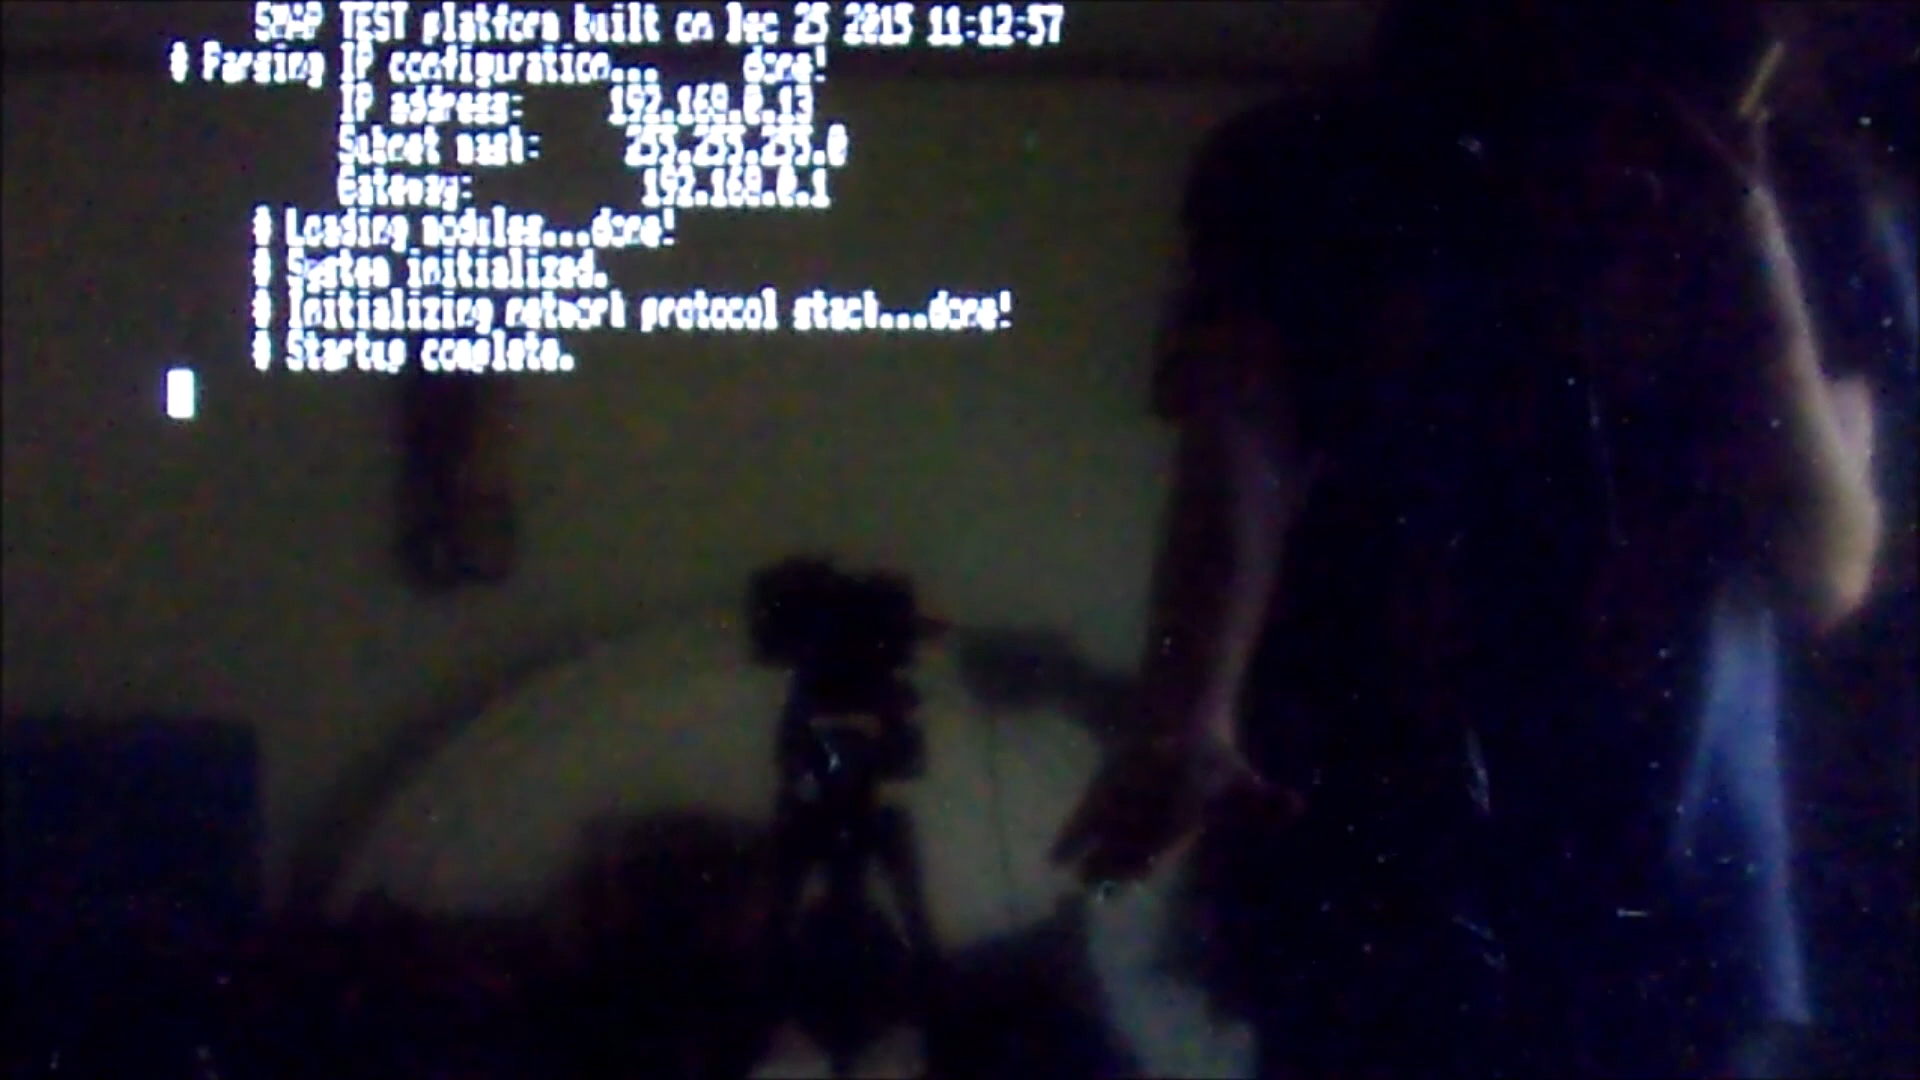 SMAP TEST platform built on Dec 25 2015 11:12:57
# Parsing IP configuration... done!
IP address: 192.168.0.13
Subnet mask: 255.255.255.0
Gateway: 192.168.0.1
# Loading modules...done!
# System initialized.
# Initializing network protocol stack...done!
# Startup complete.